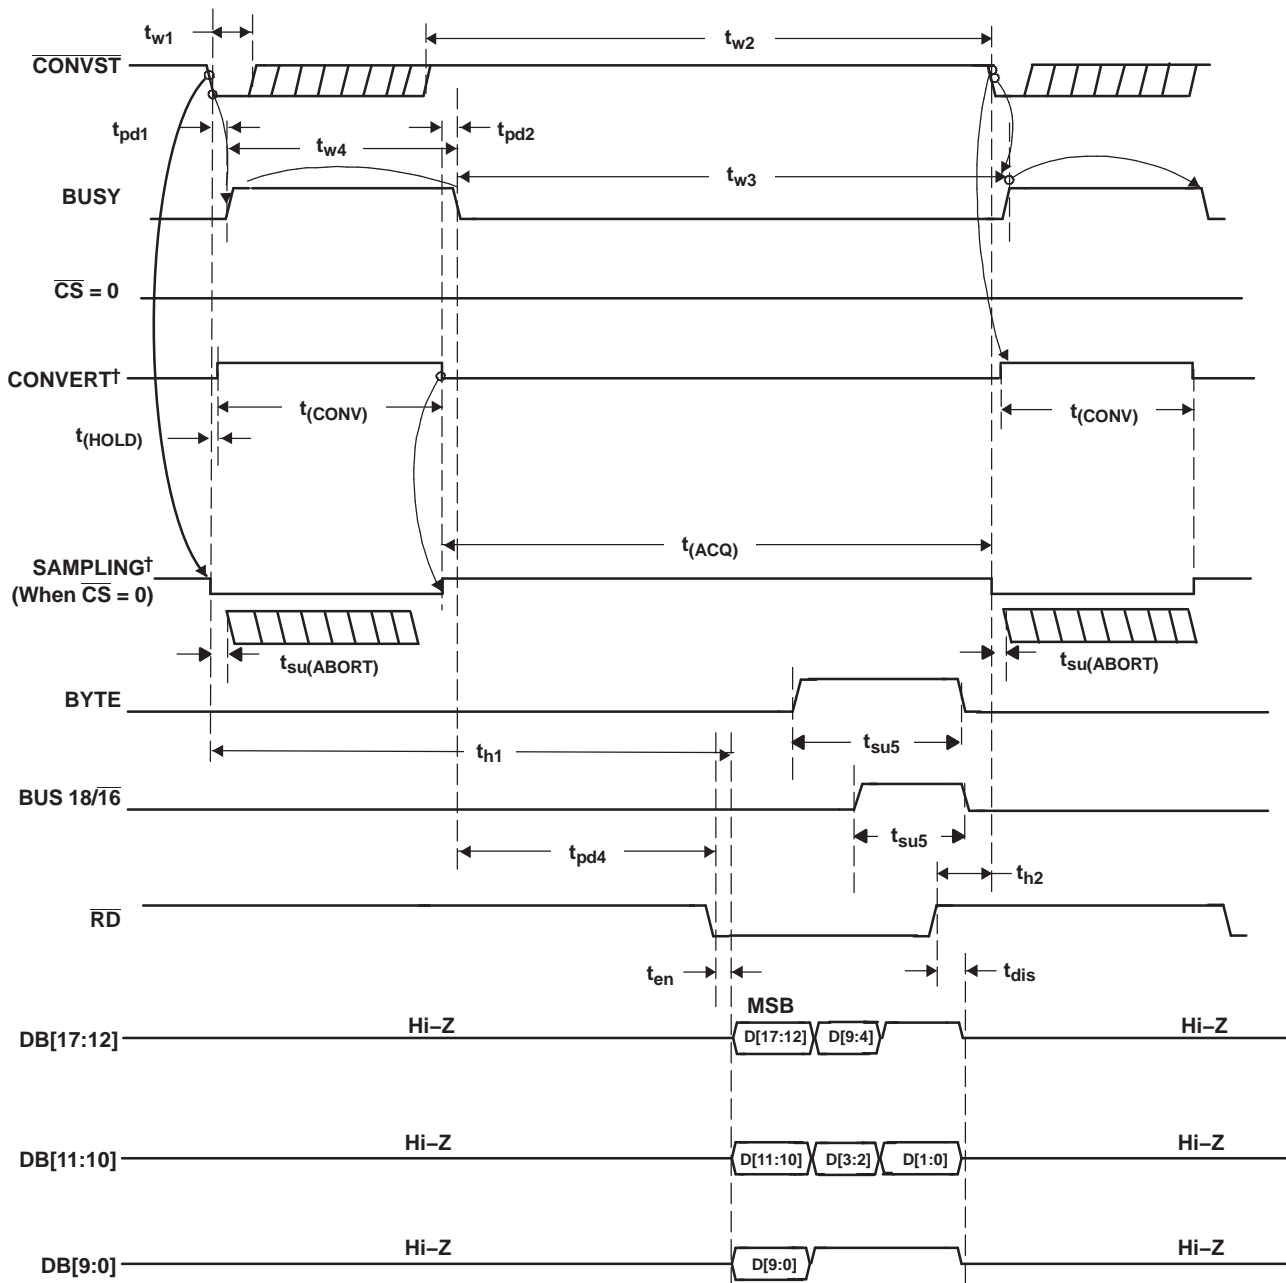 tw1
tw2
CONVST
tpd1
tpd2
tw4
tw3
BUSY
CS = 0
CONVERT†
t(CONV)
t(CONV)
t(HOLD)
t(ACQ)
SAMPLING†
(When CS = 0)
tsu(ABORT)
tsu(ABORT)
BYTE
th1
tsu5
BUS 18/16
tsu5
tpd4
th2
RD
ten
tdis
MSB
DB[17:12]
Hi–Z
D[17:12]
D[9:4]
Hi–Z
DB[11:10]
Hi–Z
D[11:10]
D[3:2]
D[1:0]
Hi–Z
DB[9:0]
Hi–Z
D[9:0]
Hi–Z